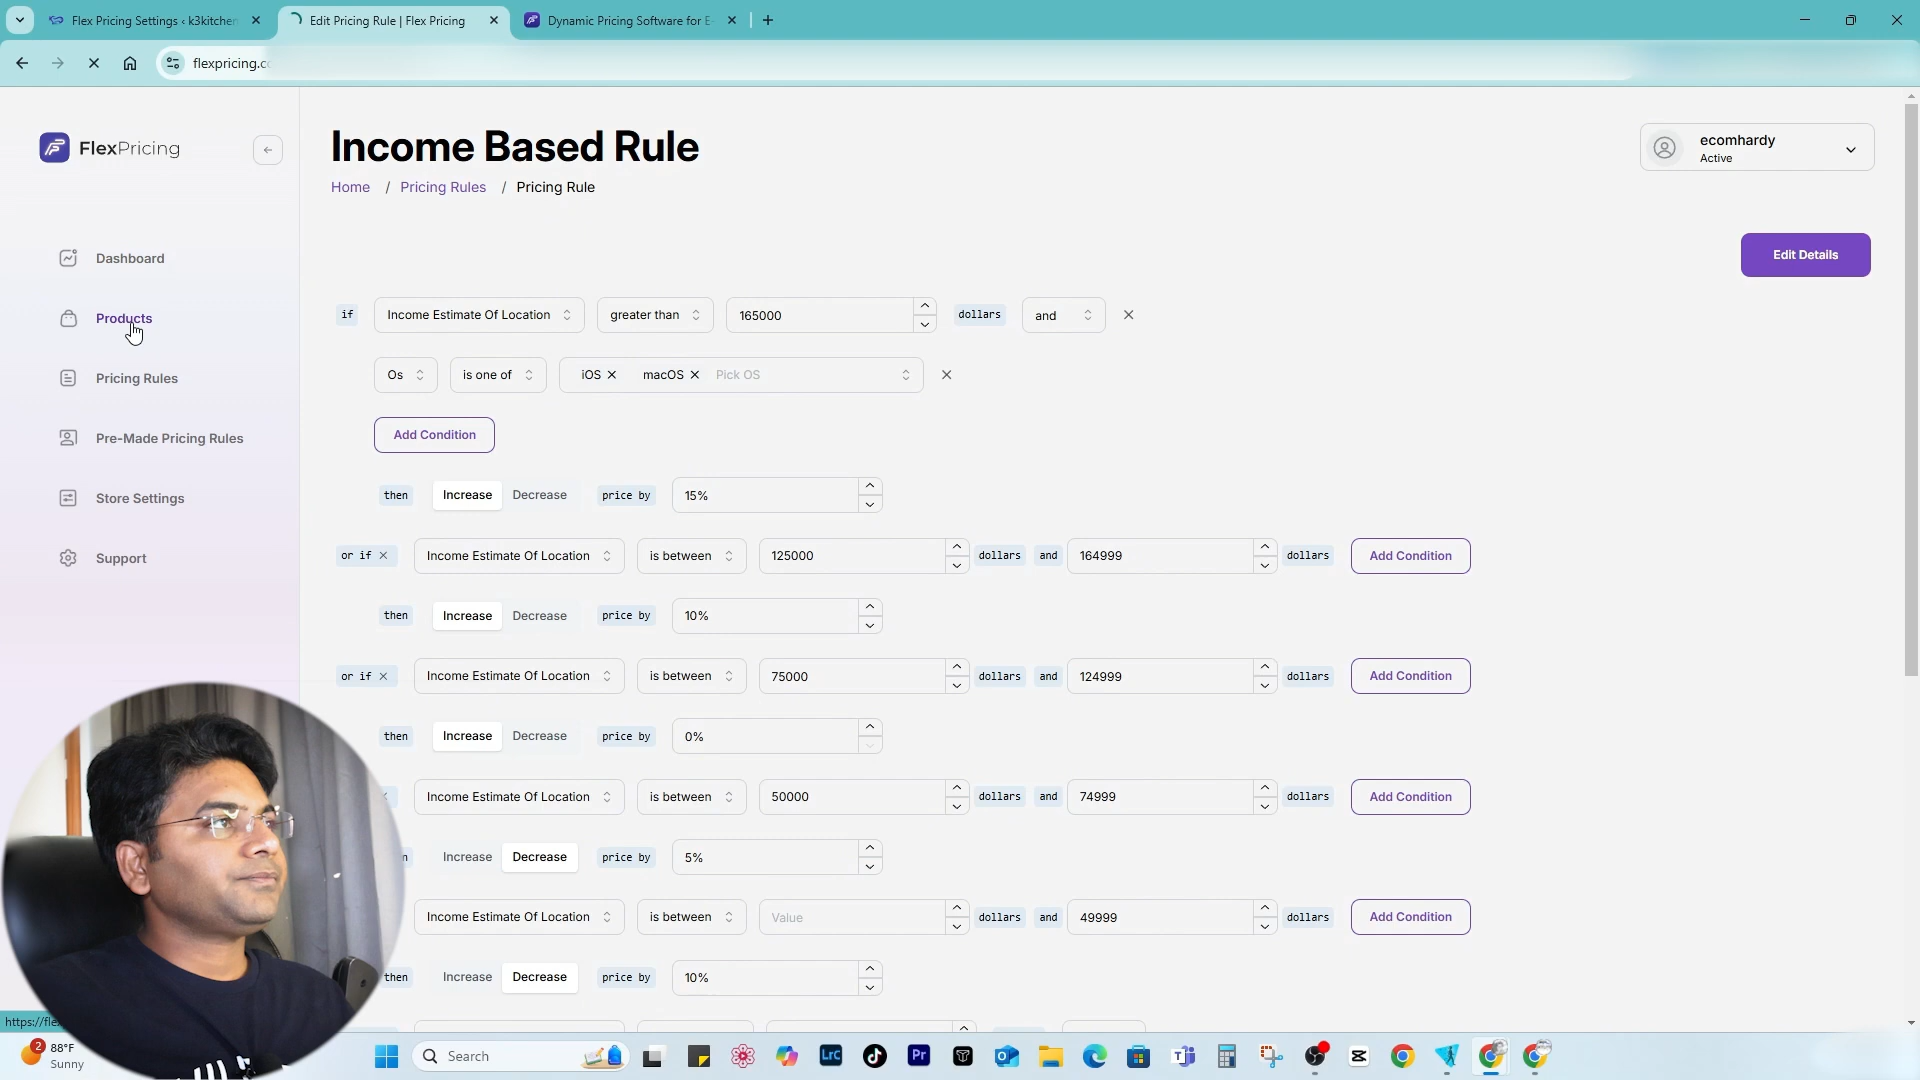 Flex Pricing Settings ‹ k3kitchen
Edit Pricing Rule | Flex Pricing
Dynamic Pricing Software for E
flexpricing.co
FlexPricing
Income Based Rule
Home / Pricing Rules / Pricing Rule
ecomhardy
Active
Dashboard
Products
Pricing Rules
Pre-Made Pricing Rules
Store Settings
Support
Edit Details
if Income Estimate Of Location greater than 165000 dollars and
Os is one of iOS macOS Pick OS
Add Condition
then Increase Decrease price by 15%
or if Income Estimate Of Location is between 125000 dollars and 164999 dollars Add Condition
then Increase Decrease price by 10%
or if Income Estimate Of Location is between 75000 dollars and 124999 dollars Add Condition
then Increase Decrease price by 0%
Income Estimate Of Location is between 50000 dollars and 74999 dollars Add Condition
Increase Decrease price by 5%
Income Estimate Of Location is between Value dollars and 49999 dollars Add Condition
then Increase Decrease price by 10%
2
88°F
Sunny
Search
LrC
Pr